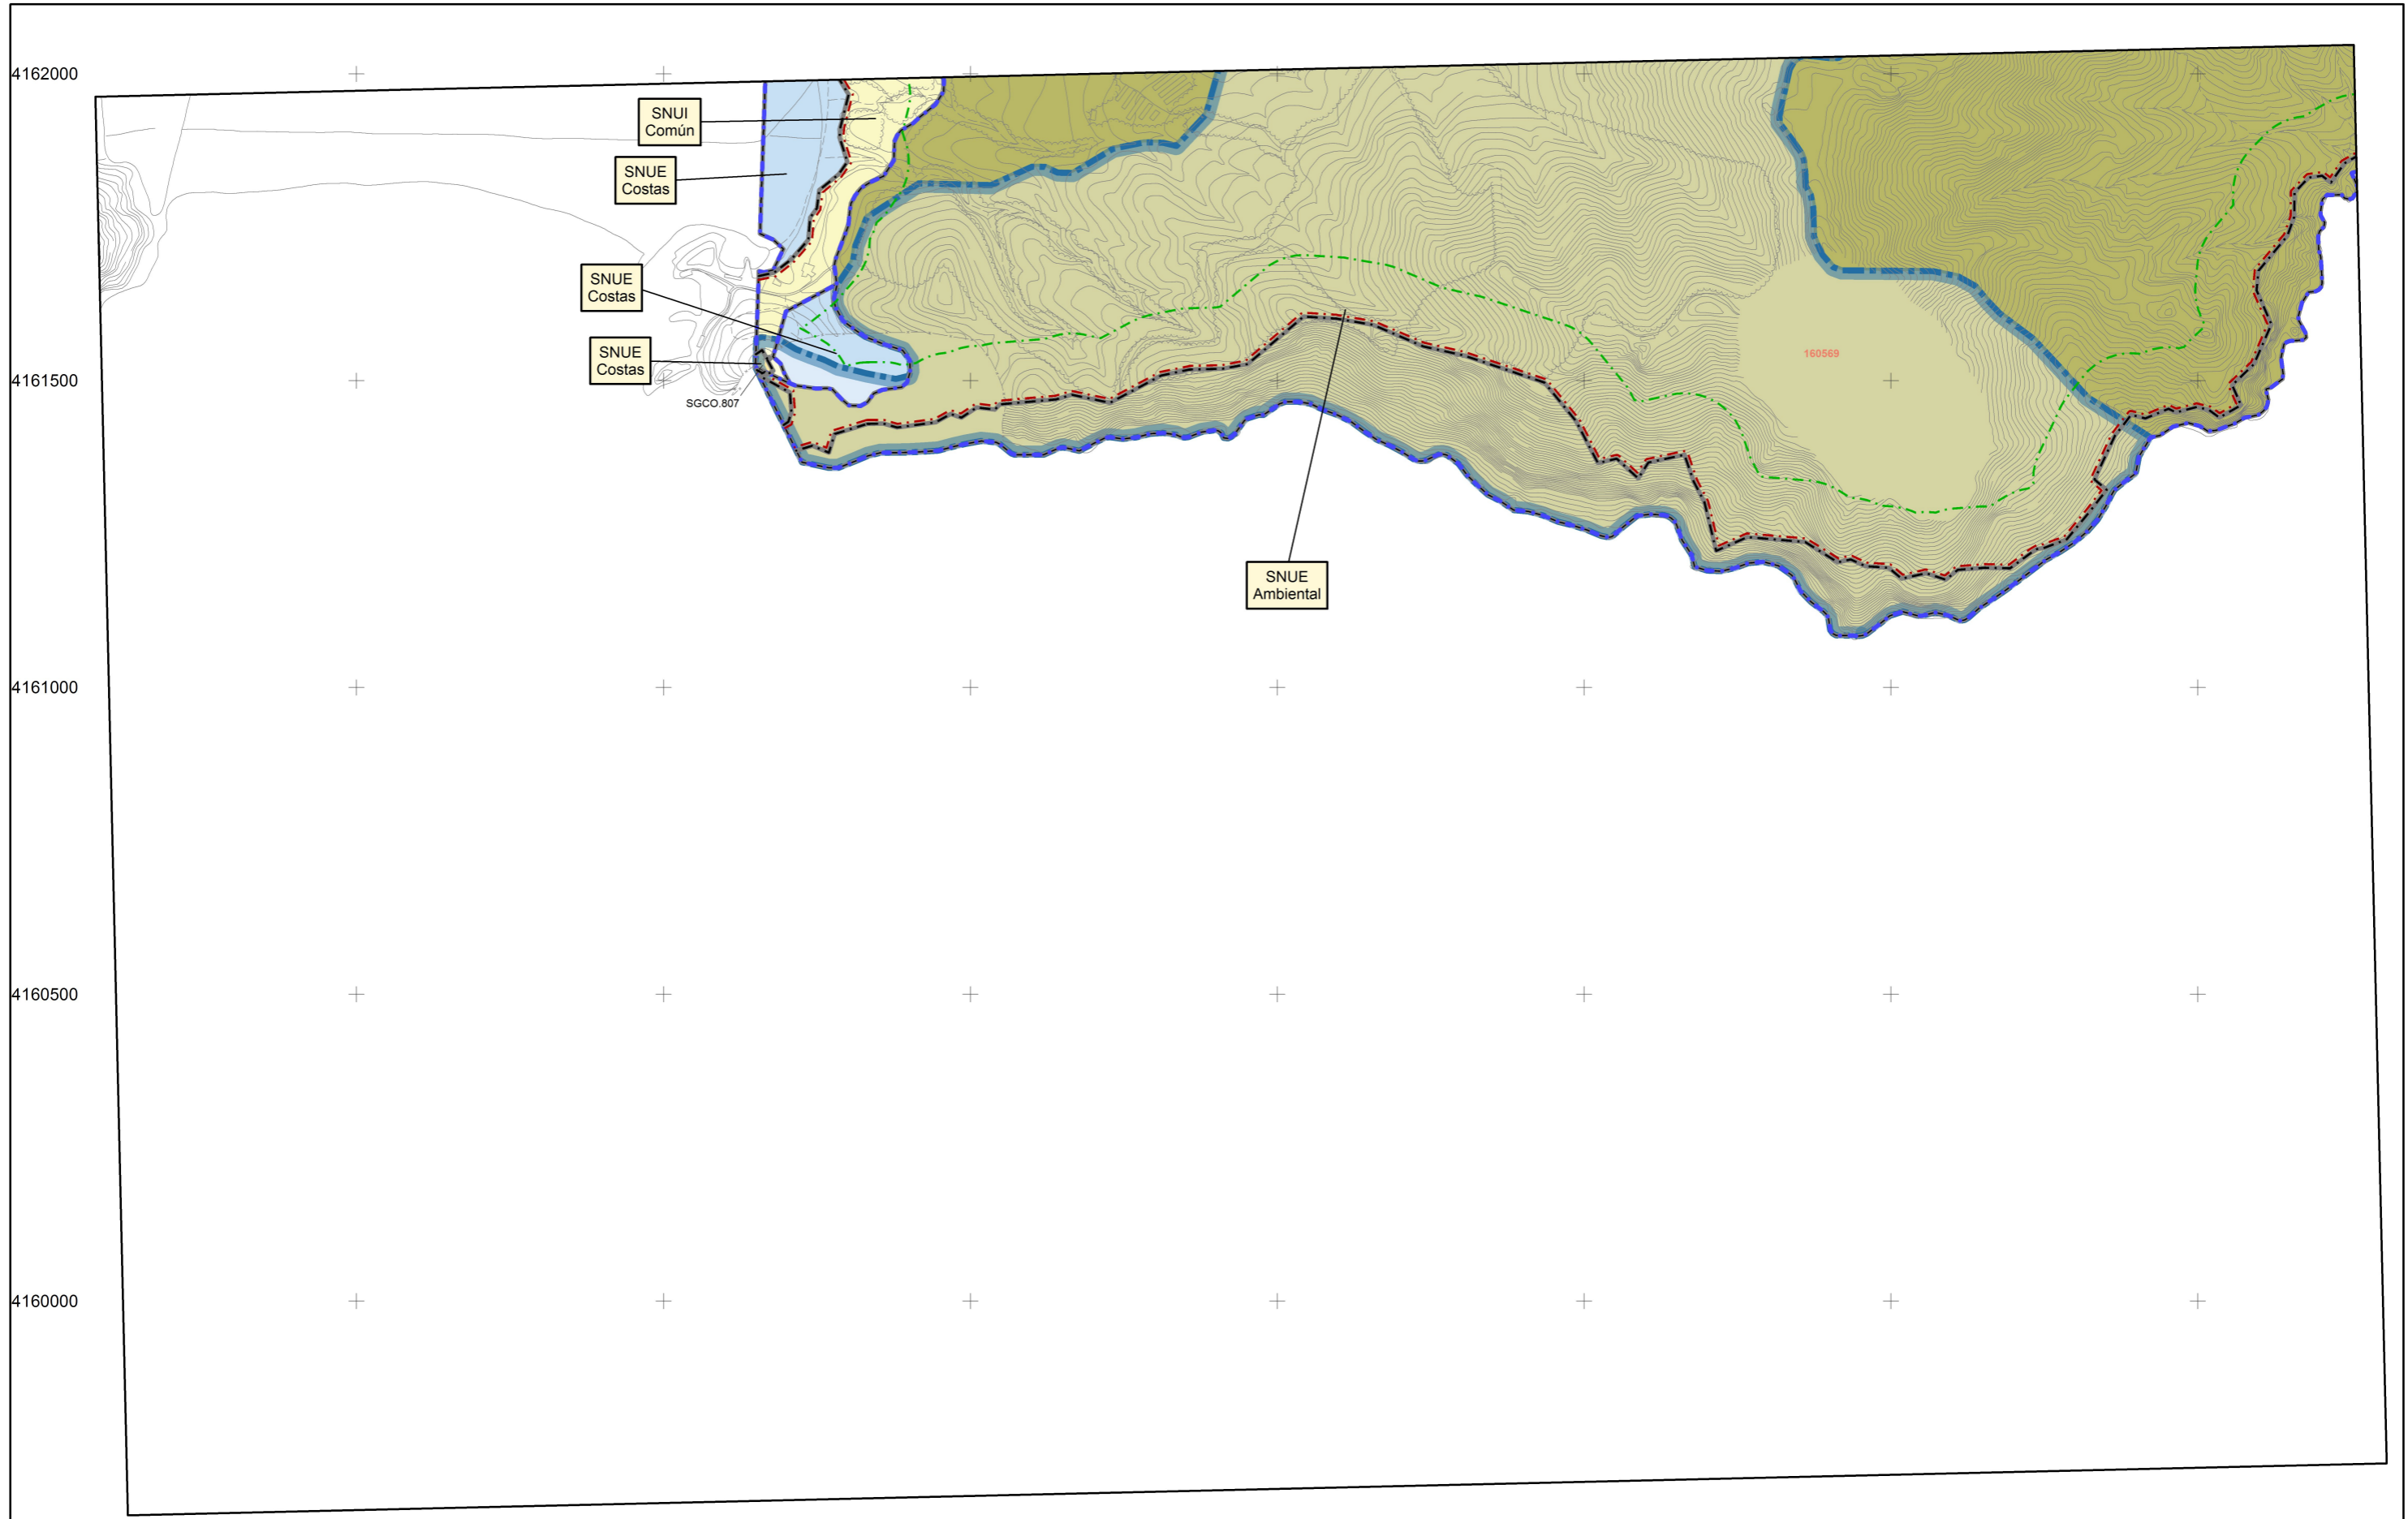 4162000
SNUI
Común
SNUE
Costas
SNUE
Costas
SNUE
Costas
160569
4161500
SGCO.807
SNUE
Ambiental
4161000
4160500
4160000